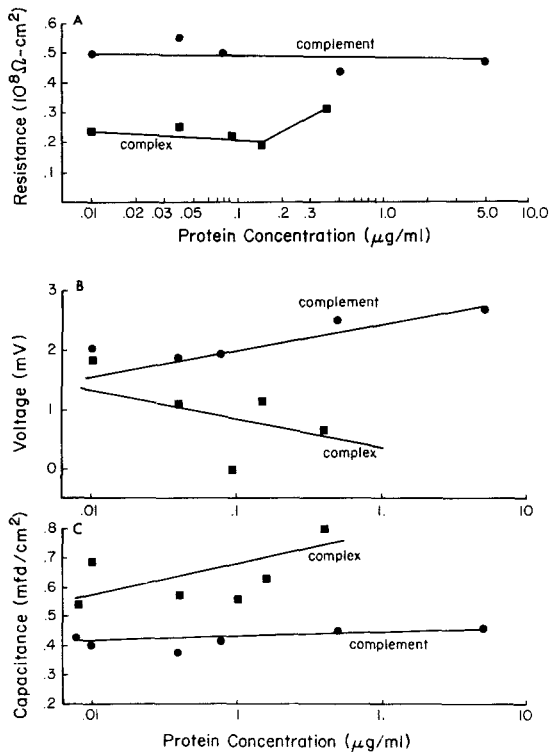 A
Resistance (10⁸Ω-cm²)
.6
.5
.4
.3
.2
.1
complement
complex
.01 .02 .03 .05 .1 .2 .3 .5 1. 5.0 10.0
Protein Concentration (μg/ml)
B
Voltage (mV)
3
2
1
0
complement
complex
.01 .1 1. 10
C
Capacitance (mfd/cm²)
.8
.7
.6
.5
.4
.3
.2
complex
complement
.01 .1 1. 10
Protein Concentration (μg/ml)